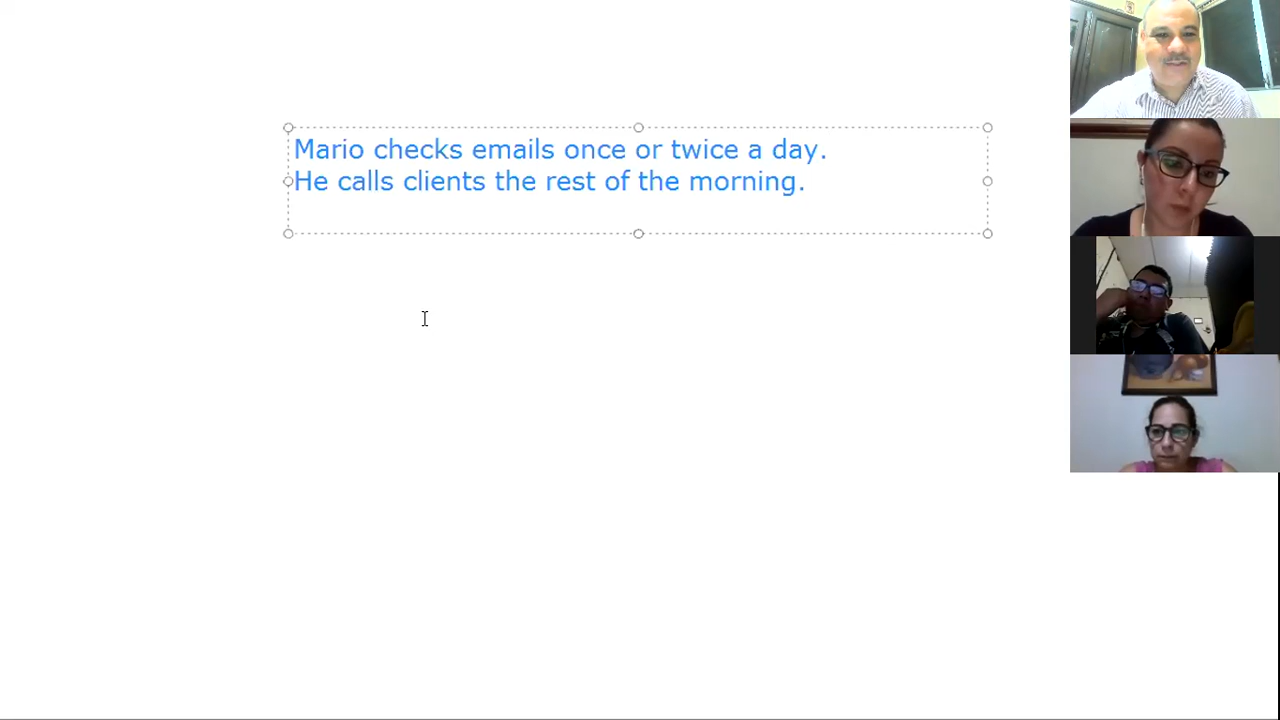 Mario checks emails once or twice a day.
He calls clients the rest of the morning.